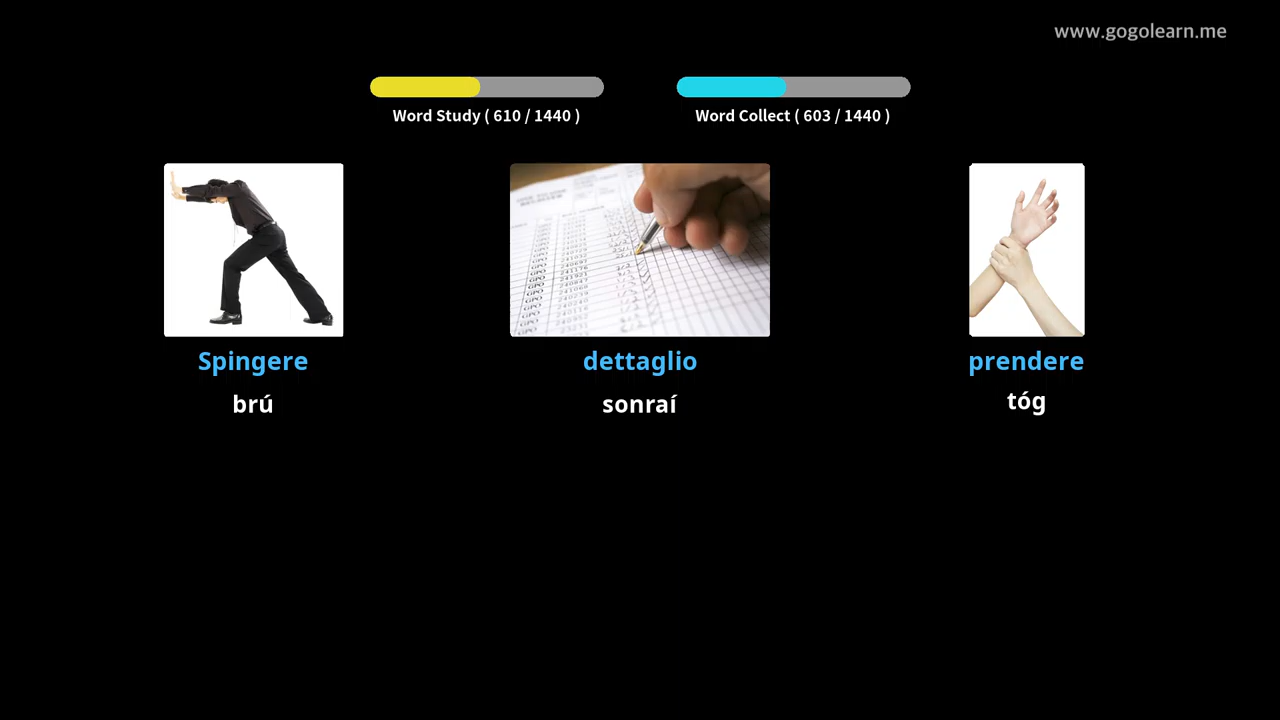 www.gogolearn.me
Word Study ( 610 / 1440 )
Word Collect ( 603 / 1440 )
Spingere
dettaglio
prendere
brú
sonraí
tóg